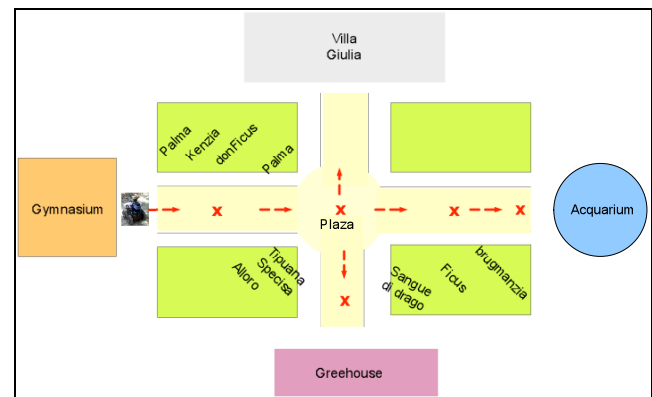 Villa
Giulia
Palma
Kenzia
donFicus
Palma
Gymnasium
x
x
Plaza
x
x
Acquarium
Tipuana
Specisa
Alloro
x
Sangue
di drago
Ficus
brugmanzia
Greehouse